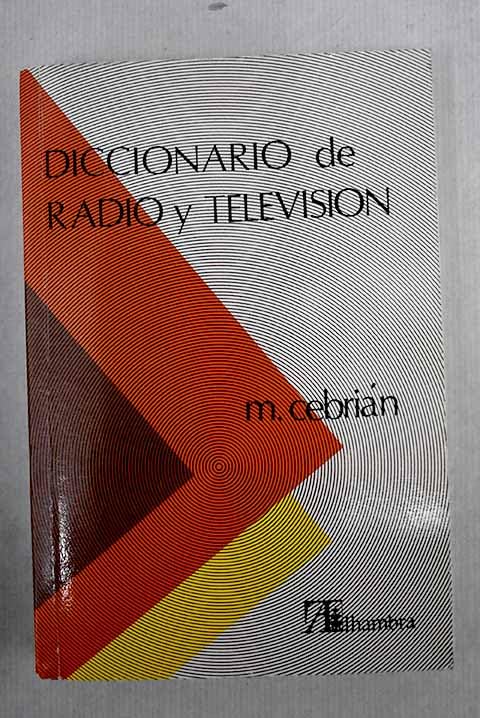 DICCIONARIO de
RADIO y TELEVISION
m. cebrián
Alhambra